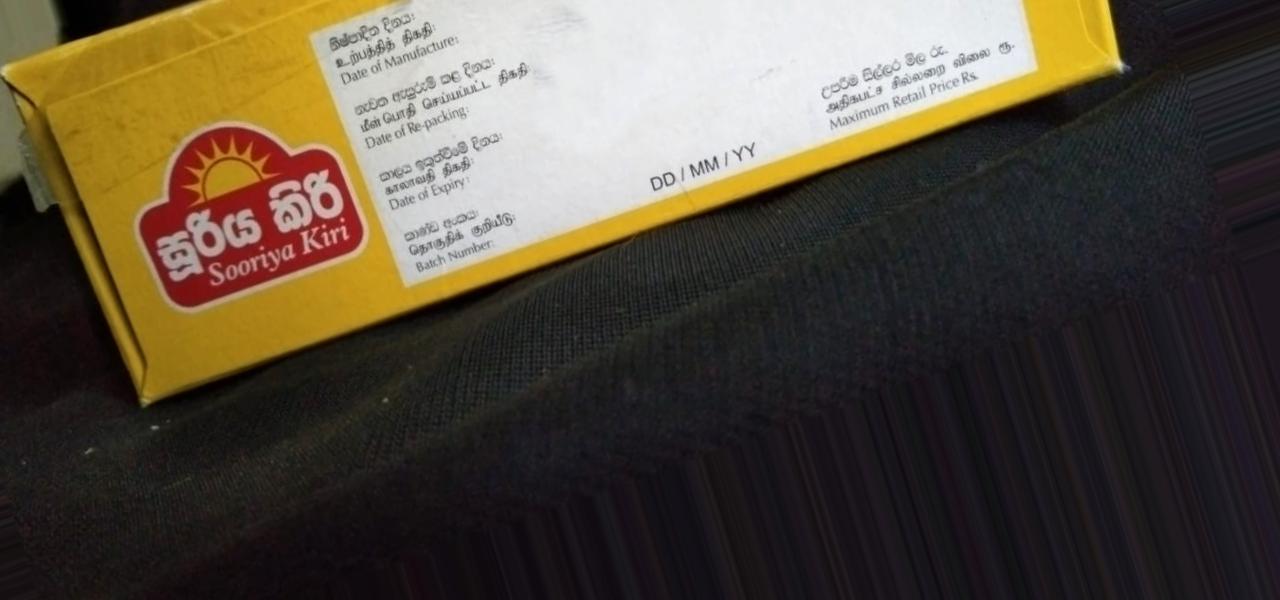 සූරිය කිරි
Sooriya Kiri
නිෂ්පාදිත දිනය:
உற்பத்தித் திகதி:
Date of Manufacture:
නැවත ඇසුරුම් කළ දිනය:
மீள் பொதி செய்யப்பட்ட திகதி:
Date of Re-packing:
කාලය ඉකුත්වීමේ දිනය:
காலாவதி திகதி:
Date of Expiry:
කාණ්ඩ අංකය:
தொகுதிக் குறியீடு:
Batch Number:
DD / MM / YY
උපරිම සිල්ලර මිල රු.
அதிகபட்ச சில்லறை விலை ரூ.
Maximum Retail Price Rs.